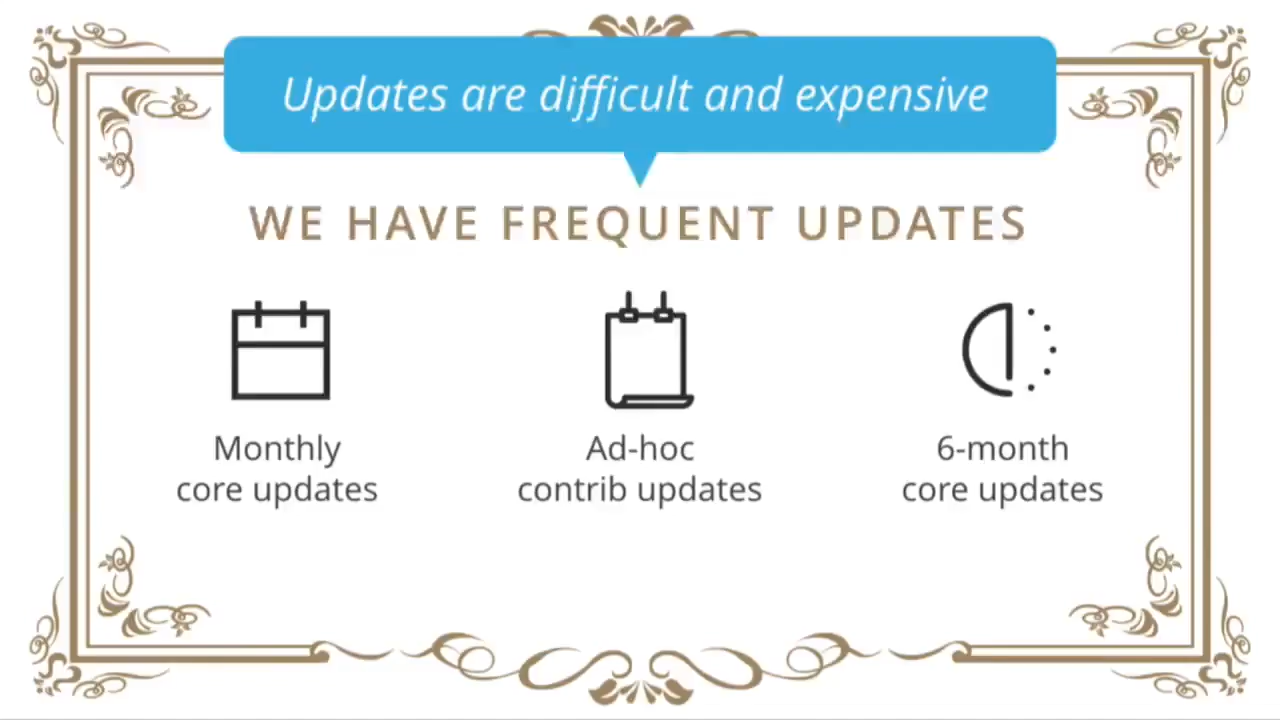 Updates are difficult and expensive
WE HAVE FREQUENT UPDATES
Monthly
core updates
Ad-hoc
contrib updates
6-month
core updates